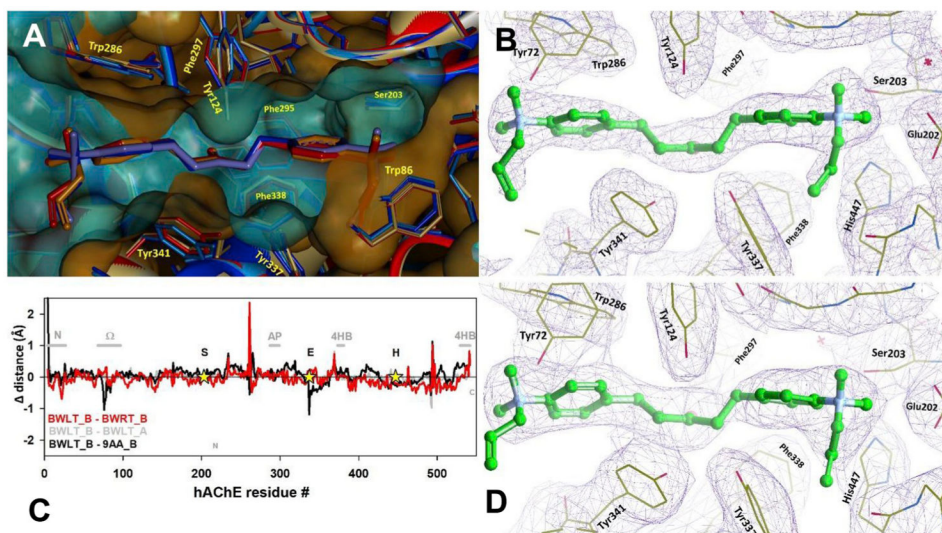 A
Trp286
Phe297
Tyr124
Phe295
Ser203
Trp86
Phe338
Tyr341
Tyr337
B
Tyr72
Trp286
Tyr124
Phe297
Ser203
Glu202
Tyr341
Tyr337
Phe338
His447
C
Δ distance (Å)
2
1
0
-1
-2
N
Ω
S
AP
4HB
E
H
4HB
C
BWLT_B - BWRT_B
BWLT_B - BWLT_A
BWLT_B - 9AA_B
N
0
100
200
300
400
500
hAChE residue #
D
Trp286
Tyr72
Tyr124
Phe297
Ser203
Glu202
Tyr341
Tyr337
Phe338
His447